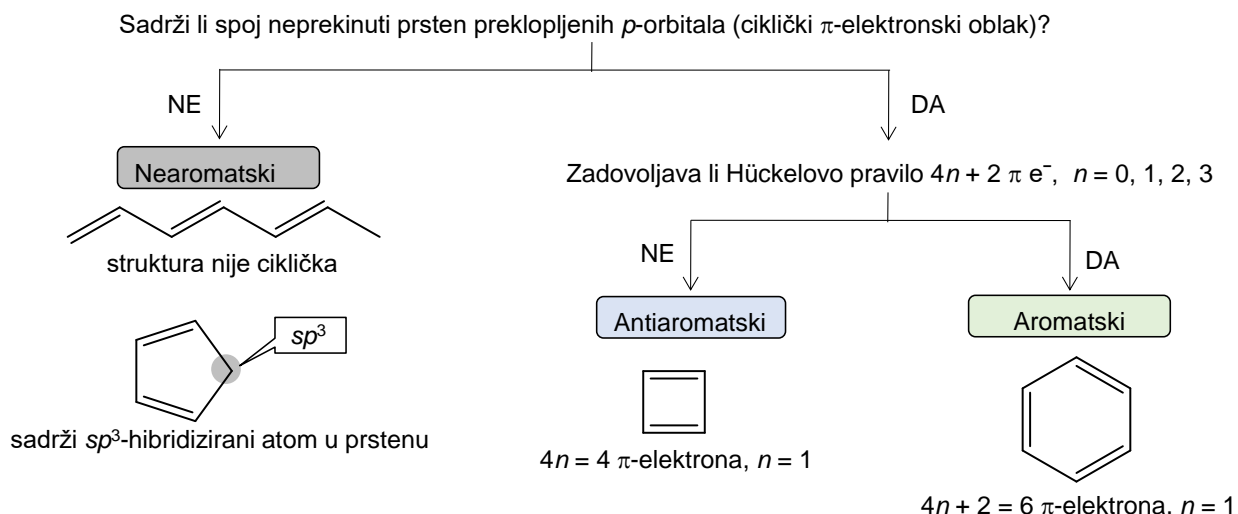 Sadrži li spoj neprekinuti prsten preklopljenih p-orbitala (ciklički π-elektronski oblak)?
NE
DA
Nearomatski
Zadovoljava li Hückelovo pravilo 4n + 2 π e⁻, n = 0, 1, 2, 3
struktura nije ciklička
NE
DA
Antiaromatski
Aromatski
sp³
sadrži sp³-hibridizirani atom u prstenu
4n = 4 π-elektrona, n = 1
4n + 2 = 6 π-elektrona, n = 1